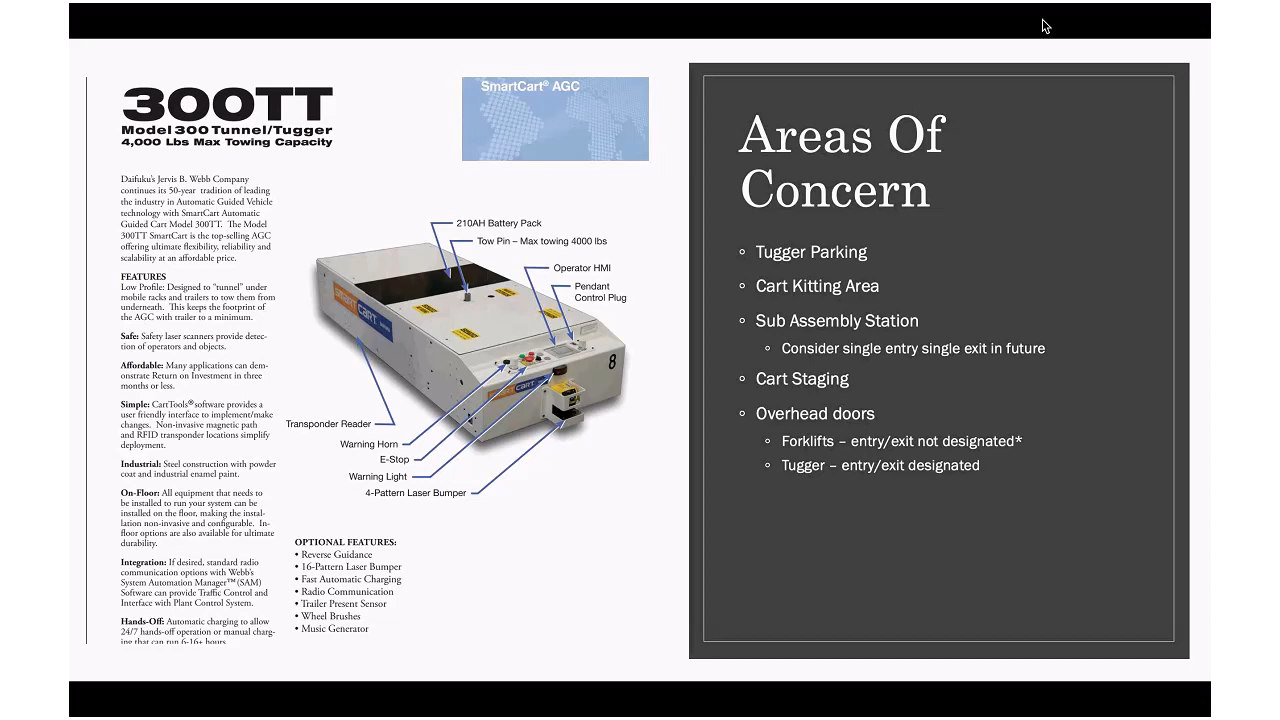 300TT
Model 300 Tunnel/Tugger
4,000 Lbs Max Towing Capacity
SmartCart® AGC
Daifuku's Jervis B. Webb Company
continues its 50-year tradition of leading
the industry in Automatic Guided Vehicle
technology with SmartCart Automatic
Guided Cart Model 300TT. The Model
300TT SmartCart is the top-selling AGC
offering ultimate flexibility, reliability and
scalability at an affordable price.
FEATURES
Low Profile: Designed to "tunnel" under
mobile racks and trailers to tow them from
underneath. This keeps the footprint of
the AGC with trailer to a minimum.
Safe: Safety laser scanners provide detec-
tion of operators and objects.
Affordable: Many applications can dem-
onstrate Return on Investment in three
months or less.
Simple: CartTools® software provides a
user friendly interface to implement/make
changes. Non-invasive magnetic path
and RFID transponder locations simplify
deployment.
Industrial: Steel construction with powder
coat and industrial enamel paint.
On-Floor: All equipment that needs to
be installed to run your system can be
installed on the floor, making the instal-
lation non-invasive and configurable. In-
floor options are also available for ultimate
durability.
Integration: If desired, standard radio
communication options with Webb's
System Automation Manager™ (SAM)
Software can provide Traffic Control and
Interface with Plant Control System.
Hands-Off: Automatic charging to allow
24/7 hands-off operation or manual charg-
ing that can run 6-16+ hours.
210AH Battery Pack
Tow Pin – Max towing 4000 lbs
Operator HMI
Pendant
Control Plug
SMARTCART
8
SMARTCART
Transponder Reader
Warning Horn
E-Stop
Warning Light
4-Pattern Laser Bumper
OPTIONAL FEATURES:
• Reverse Guidance
• 16-Pattern Laser Bumper
• Fast Automatic Charging
• Radio Communication
• Trailer Present Sensor
• Wheel Brushes
• Music Generator
Areas Of
Concern
◦ Tugger Parking
◦ Cart Kitting Area
◦ Sub Assembly Station
◦ Consider single entry single exit in future
◦ Cart Staging
◦ Overhead doors
◦ Forklifts – entry/exit not designated*
◦ Tugger – entry/exit designated